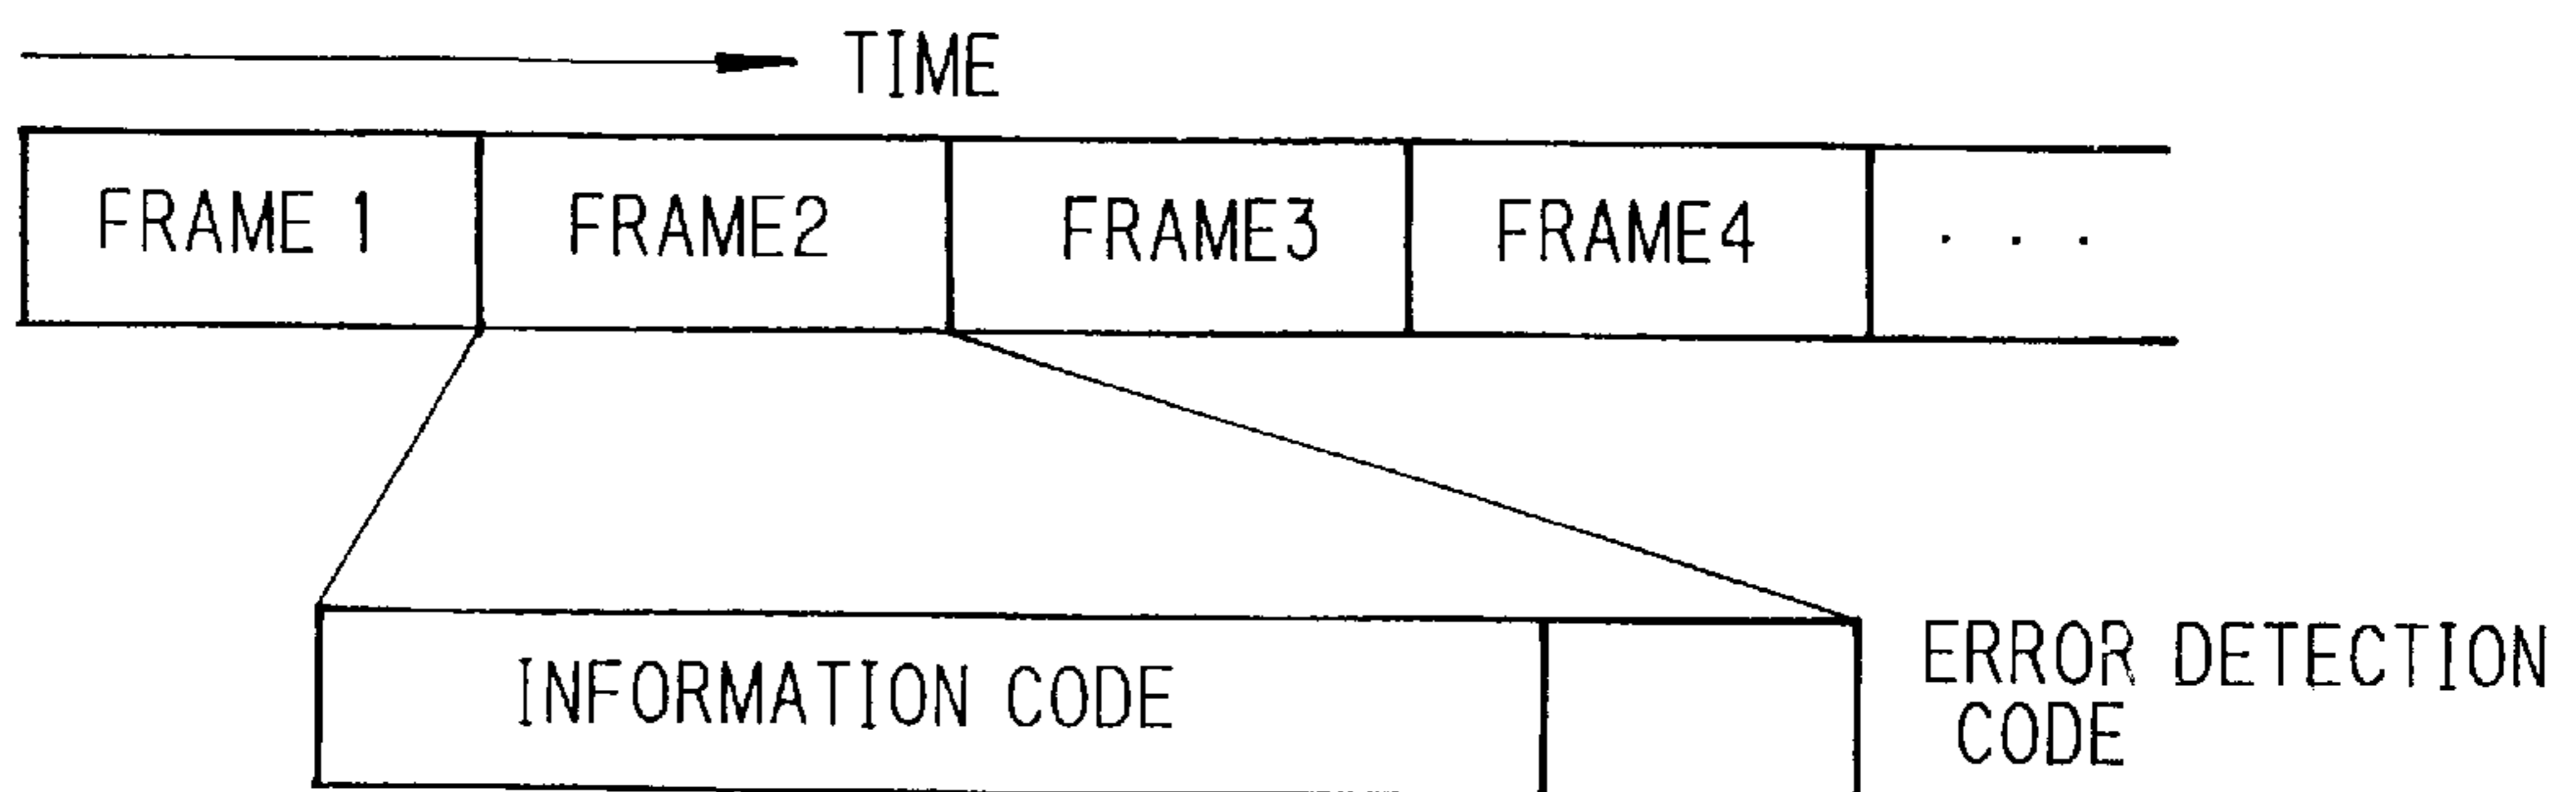 TIME
FRAME 1 FRAME2 FRAME3 FRAME4 . . .
INFORMATION CODE
ERROR DETECTION
CODE